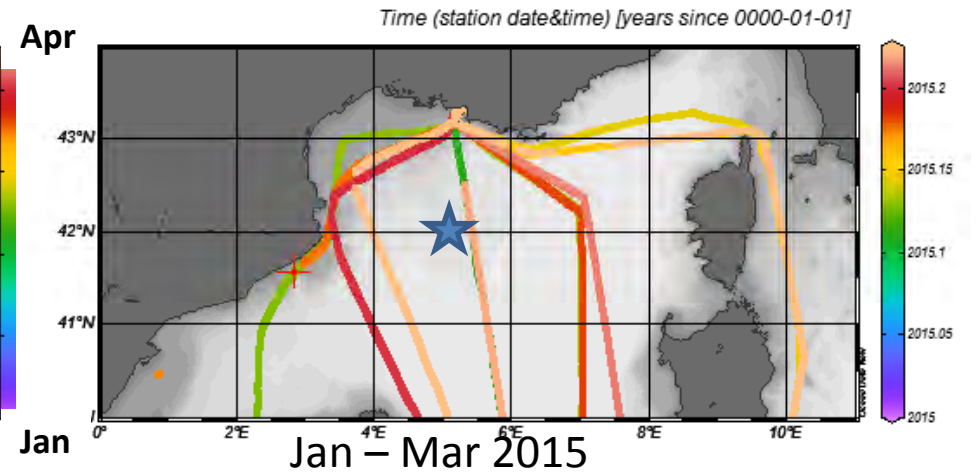 Time (station date&time) [years since 0000-01-01]
Apr
2015.2
43°N
2015.15
42°N
2015.1
41°N
2015.05
2015
Jan
0°
2°E
4°E
6°E
8°E
10°E
Jan – Mar 2015